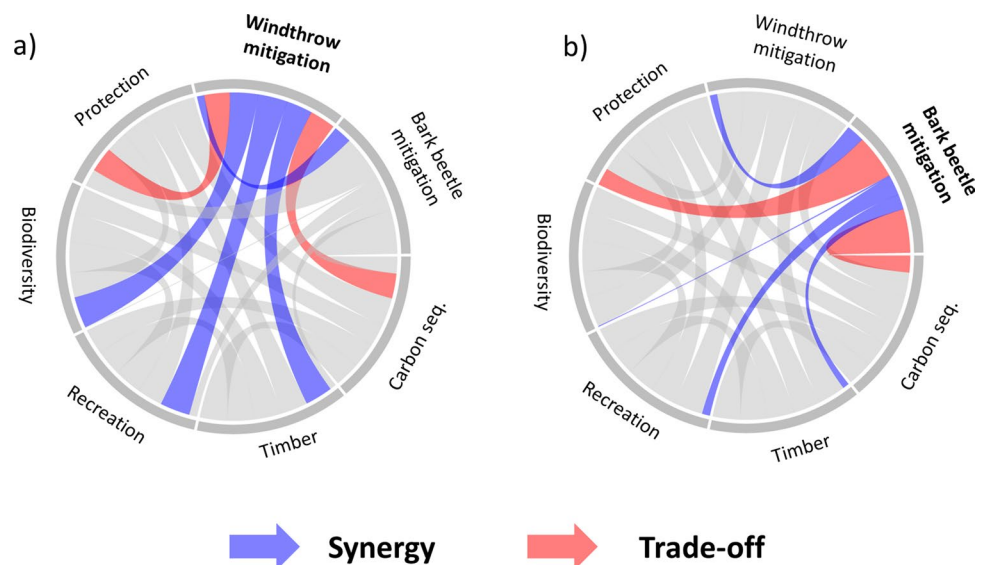 a)
Windthrow
mitigation
Protection
Bark beetle
mitigation
Biodiversity
Carbon seq.
Recreation
Timber
b)
Windthrow
mitigation
Protection
Bark beetle
mitigation
Biodiversity
Carbon seq.
Recreation
Timber
Synergy
Trade-off